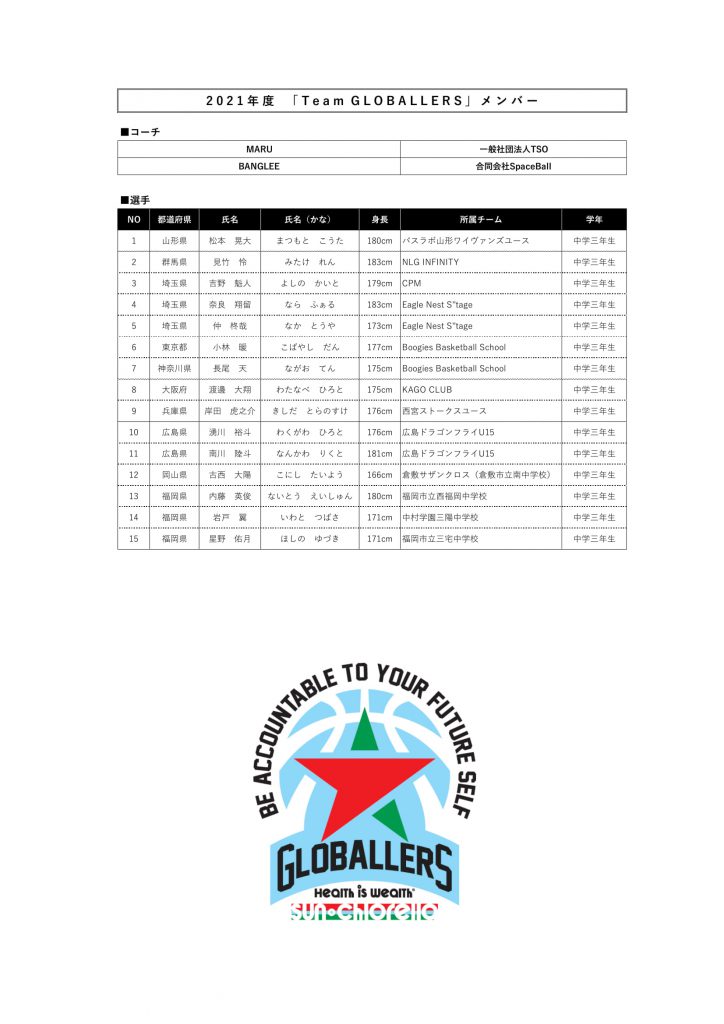 2021年度 「Team GLOBALLERS」メンバー
■コーチ
MARU 一般社団法人TSO
BANGLEE 合同会社SpaceBall
■選手
NO 都道府県 氏名 氏名（かな） 身長 所属チーム 学年
1 山形県 松本 晃大 まつもと こうた 180cm パスラボ山形ワイヴァンズユース 中学三年生
2 群馬県 見竹 怜 みたけ れん 183cm NLG INFINITY 中学三年生
3 埼玉県 吉野 魁人 よしの かいと 179cm CPM 中学三年生
4 埼玉県 奈良 翔留 なら ふぁる 183cm Eagle Nest S"tage 中学三年生
5 埼玉県 仲 柊哉 なか とうや 173cm Eagle Nest S"tage 中学三年生
6 東京都 小林 暖 こばやし だん 177cm Boogies Basketball School 中学三年生
7 神奈川県 長尾 天 ながお てん 175cm Boogies Basketball School 中学三年生
8 大阪府 渡邊 大翔 わたなべ ひろと 175cm KAGO CLUB 中学三年生
9 兵庫県 岸田 虎之介 きしだ とらのすけ 176cm 西宮ストークスユース 中学三年生
10 広島県 湧川 裕斗 わくがわ ひろと 176cm 広島ドラゴンフライU15 中学三年生
11 広島県 南川 陸斗 なんかわ りくと 181cm 広島ドラゴンフライU15 中学三年生
12 岡山県 古西 大陽 こにし たいよう 166cm 倉敷サザンクロス（倉敷市立南中学校） 中学三年生
13 福岡県 内藤 英俊 ないとう えいしゅん 180cm 福岡市立西福岡中学校 中学三年生
14 福岡県 岩戸 翼 いわと つばさ 171cm 中村学園三陽中学校 中学三年生
15 福岡県 星野 佑月 ほしの ゆづき 171cm 福岡市立三宅中学校 中学三年生
BE ACCOUNTABLE TO YOUR FUTURE SELF
GLOBALLERS
Health is Wealth
sun chlorella